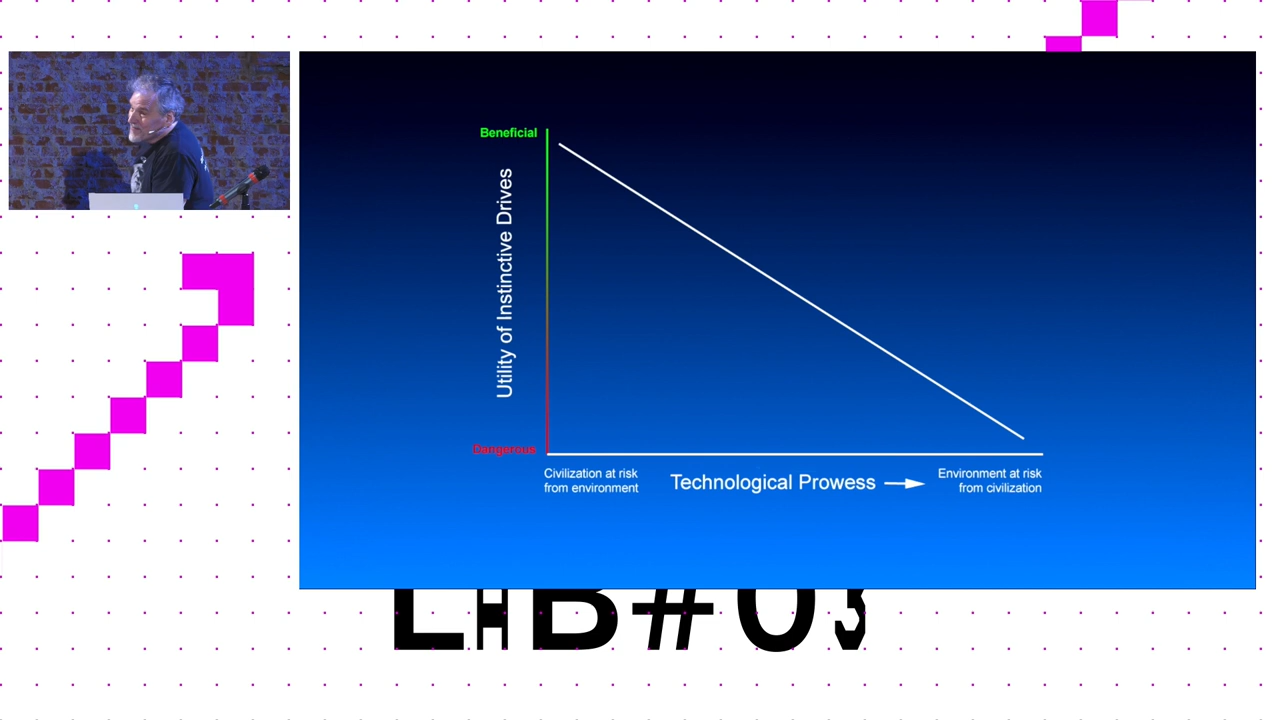 Beneficial
Utility of Instinctive Drives
Dangerous
Civilization at risk
from environment
Technological Prowess
Environment at risk
from civilization
#03